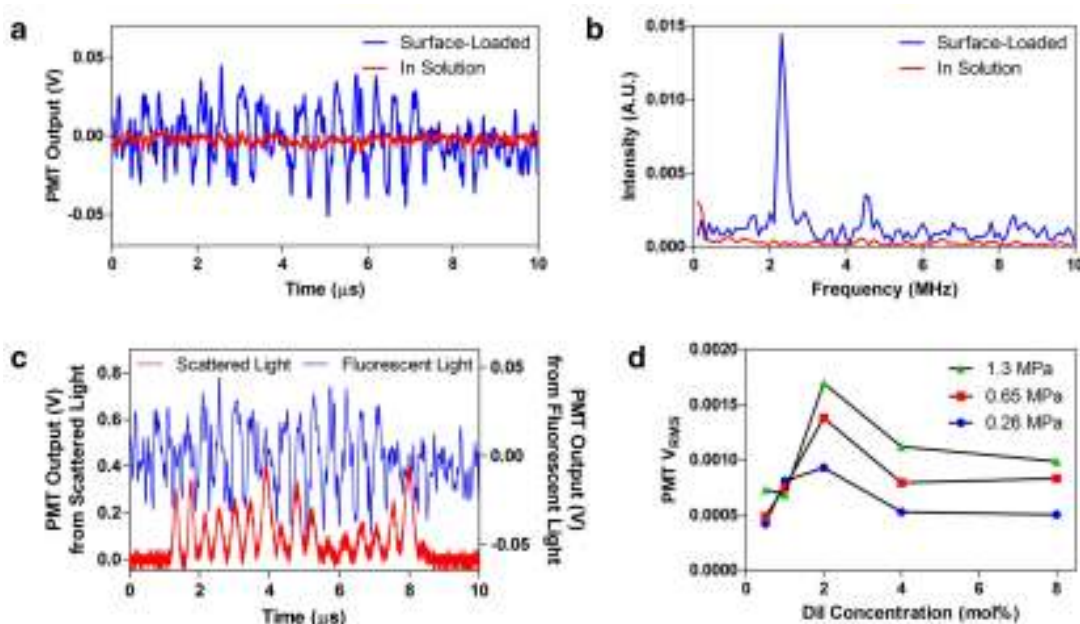 a
PMT Output (V)
0.05
0.00
-0.05
Surface-Loaded
In Solution
0 2 4 6 8 10
Time (µs)
b
Intensity (A.U.)
0.015
0.010
0.005
0.000
Surface-Loaded
In Solution
0 2 4 6 8 10
Frequency (MHz)
c
PMT Output (V)
from Scattered Light
0.8
0.6
0.4
0.2
0.0
Scattered Light
Fluorescent Light
0.05
0.00
-0.05
PMT Output (V)
from Fluorescent Light
0 2 4 6 8 10
Time (µs)
d
PMT VRMS
0.0020
0.0015
0.0010
0.0005
0.0000
1.3 MPa
0.65 MPa
0.26 MPa
0 2 4 6 8
DiI Concentration (mol%)